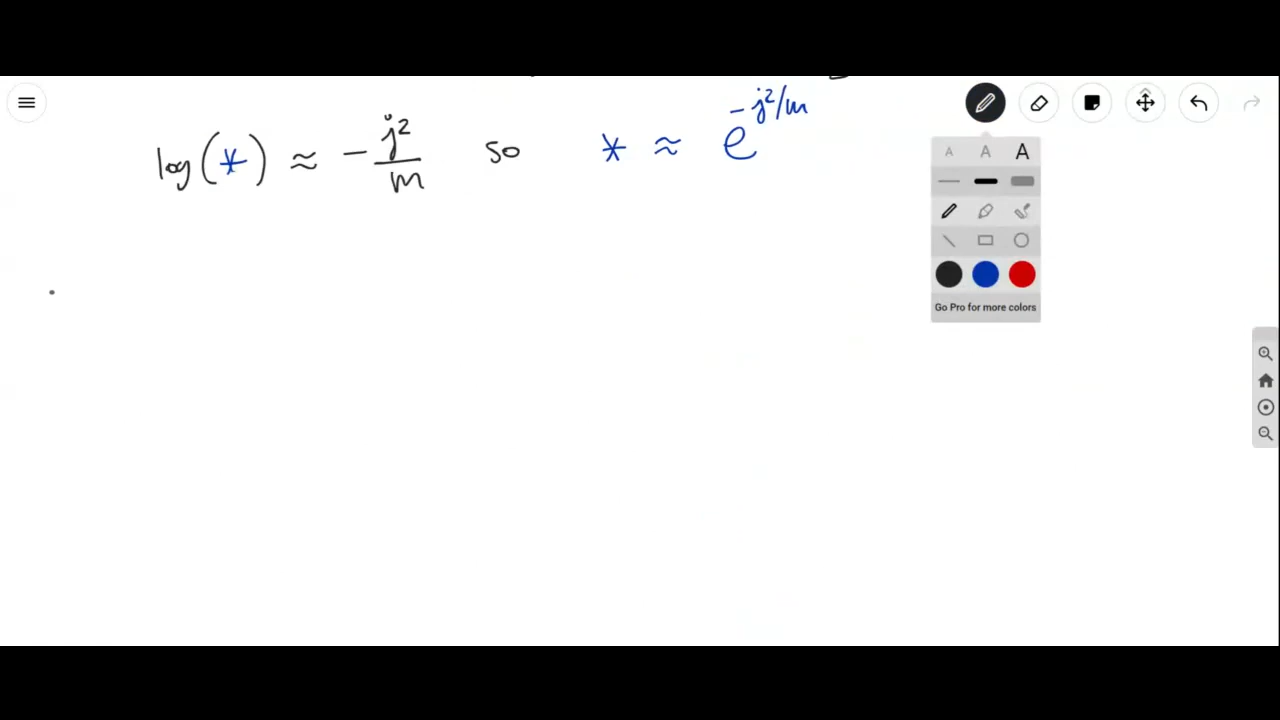 log(*) ≈ -j²/m so * ≈ e^{-j²/m}
A A A
Go Pro for more colors